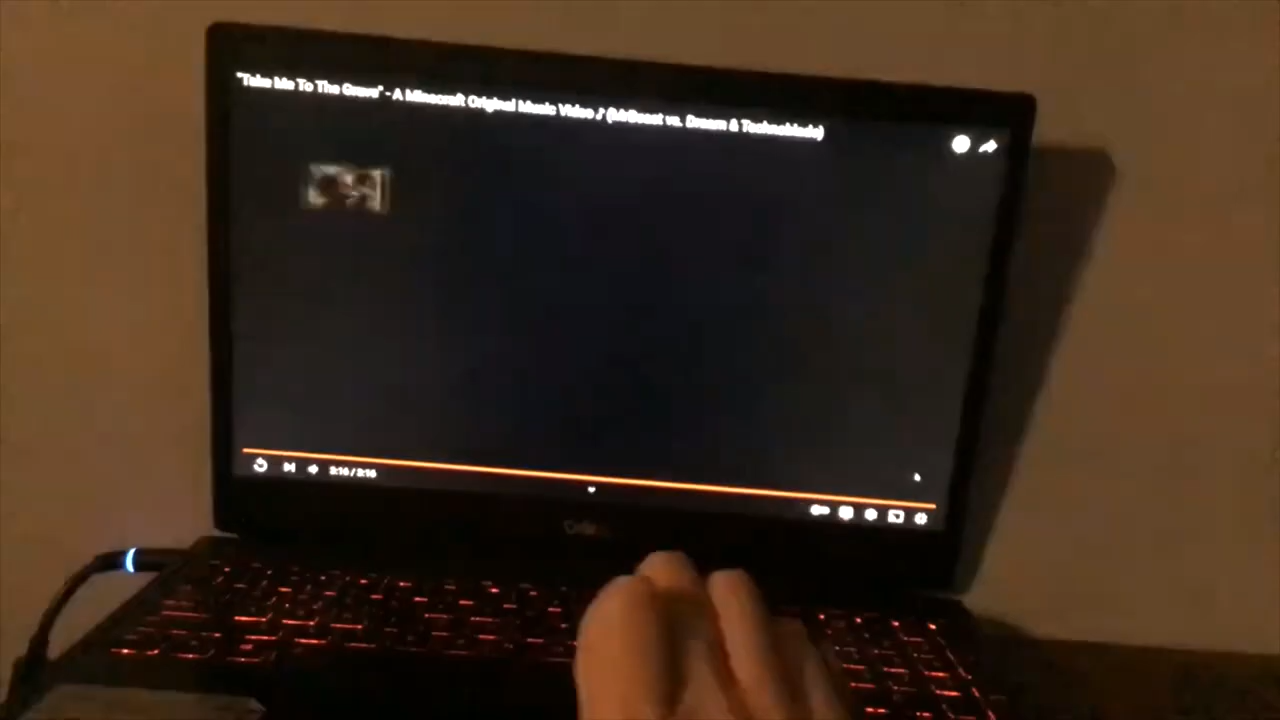 "Take Me To The Grave" - A Minecraft Original Music Video ♪ (MrBeast vs. Dream & Technoblade)